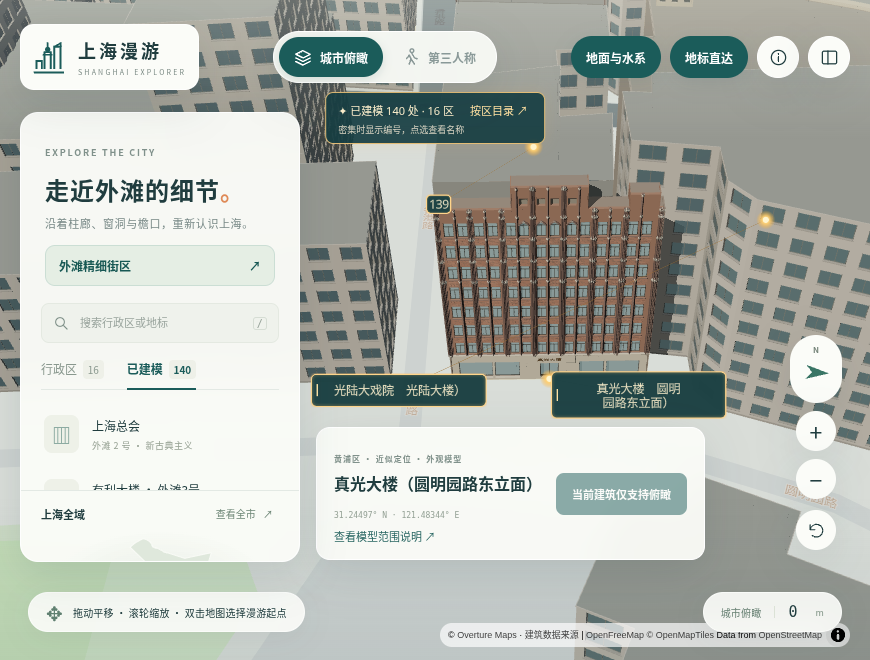 上海漫游
SHANGHAI EXPLORER
城市俯瞰
第三人称
地面与水系
地标直达
✦ 已建模 140 处 · 16 区 按区目录 ↗
密集时显示编号，点选查看名称
EXPLORE THE CITY
走近外滩的细节。
沿着柱廊、窗洞与檐口，重新认识上海。
外滩精细街区 ↗
搜索行政区或地标 /
行政区 16
已建模 140
上海总会
外滩 2 号 · 新古典主义
有利大楼 · 外滩3号
上海全域
查看全市 ↗
139
光陆大戏院 光陆大楼）
真光大楼 圆明
园路东立面）
黄浦区 · 近似定位 · 外观模型
真光大楼（圆明园路东立面）
31.24497° N · 121.48344° E
查看模型范围说明 ↗
当前建筑仅支持俯瞰
N
+
−
拖动平移 · 滚轮缩放 · 双击地图选择漫游起点
城市俯瞰 0 m
© Overture Maps · 建筑数据来源 | OpenFreeMap © OpenMapTiles Data from OpenStreetMap